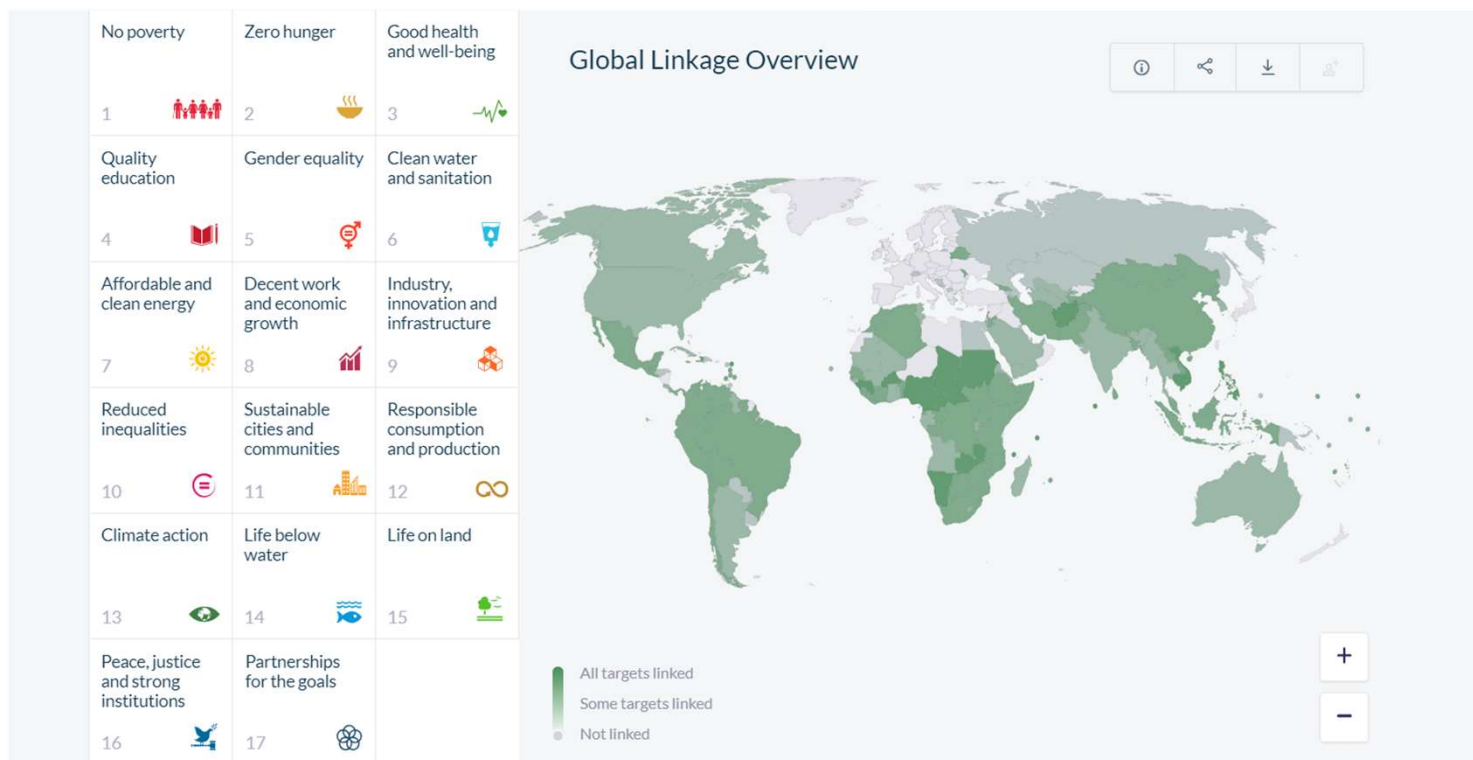 No poverty
1
Zero hunger
2
Good health
and well-being
3
Quality
education
4
Gender equality
5
Clean water
and sanitation
6
Affordable and
clean energy
7
Decent work
and economic
growth
8
Industry,
innovation and
infrastructure
9
Reduced
inequalities
10
Sustainable
cities and
communities
11
Responsible
consumption
and production
12
Climate action
13
Life below
water
14
Life on land
15
Peace, justice
and strong
institutions
16
Partnerships
for the goals
17
Global Linkage Overview
All targets linked
Some targets linked
Not linked
+
−